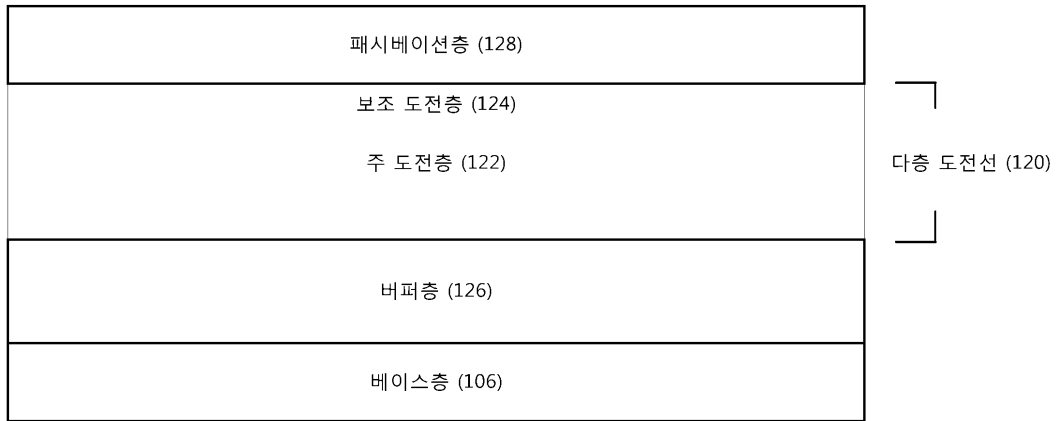 패시베이션층 (128)
보조 도전층 (124)
주 도전층 (122)
다층 도전선 (120)
버퍼층 (126)
베이스층 (106)